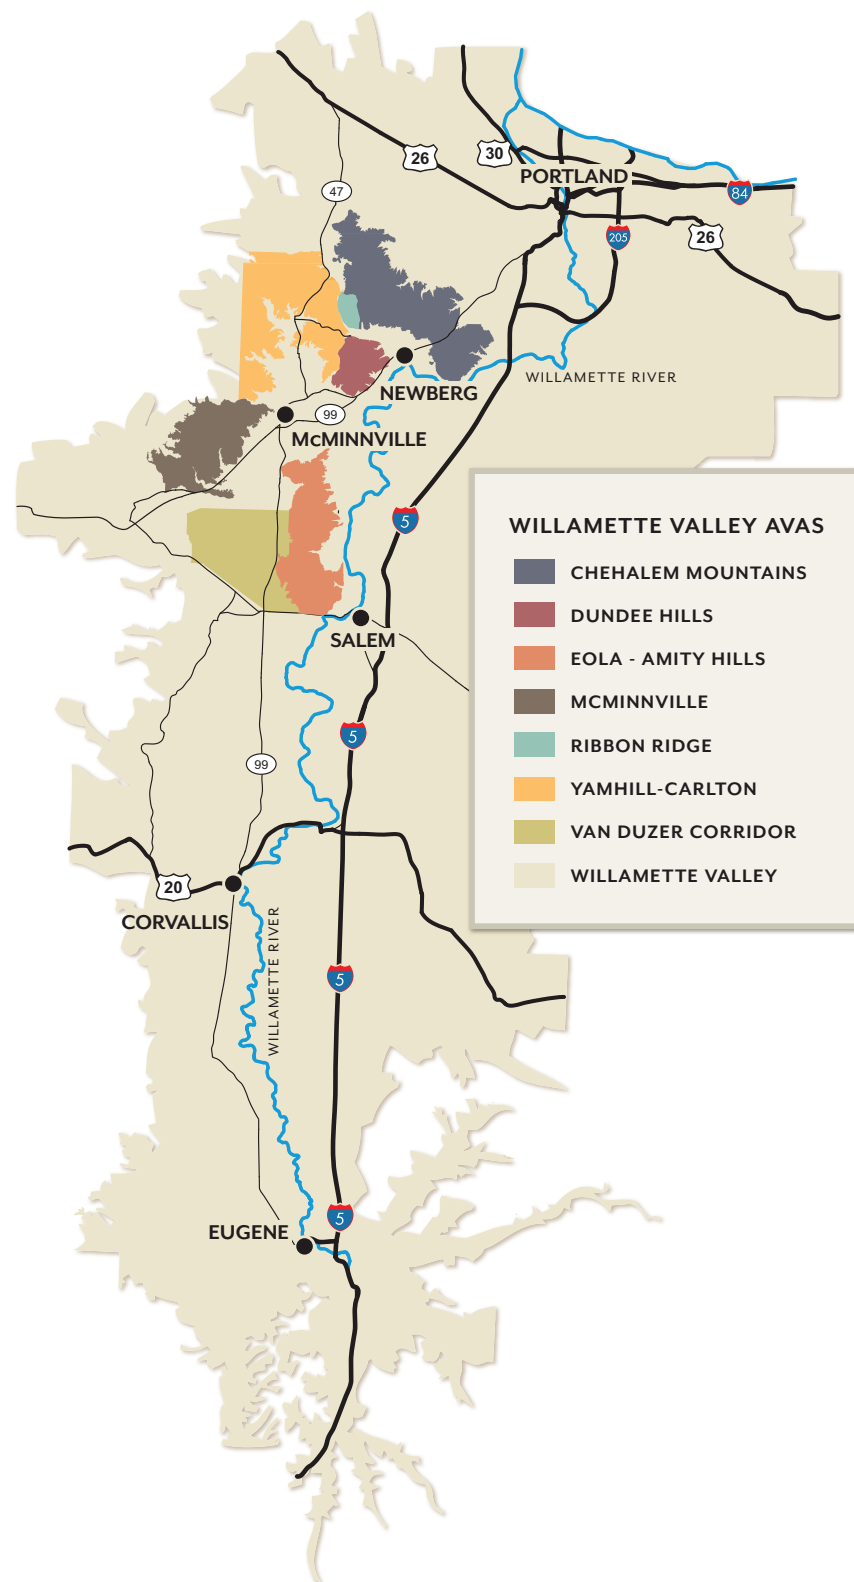 26
30
PORTLAND
47
84
205
26
WILLAMETTE RIVER
NEWBERG
99
McMINNVILLE
5
WILLAMETTE VALLEY AVAS
CHEHALEM MOUNTAINS
DUNDEE HILLS
EOLA - AMITY HILLS
MCMINNVILLE
RIBBON RIDGE
YAMHILL-CARLTON
VAN DUZER CORRIDOR
WILLAMETTE VALLEY
SALEM
5
99
20
CORVALLIS
WILLAMETTE RIVER
5
5
EUGENE